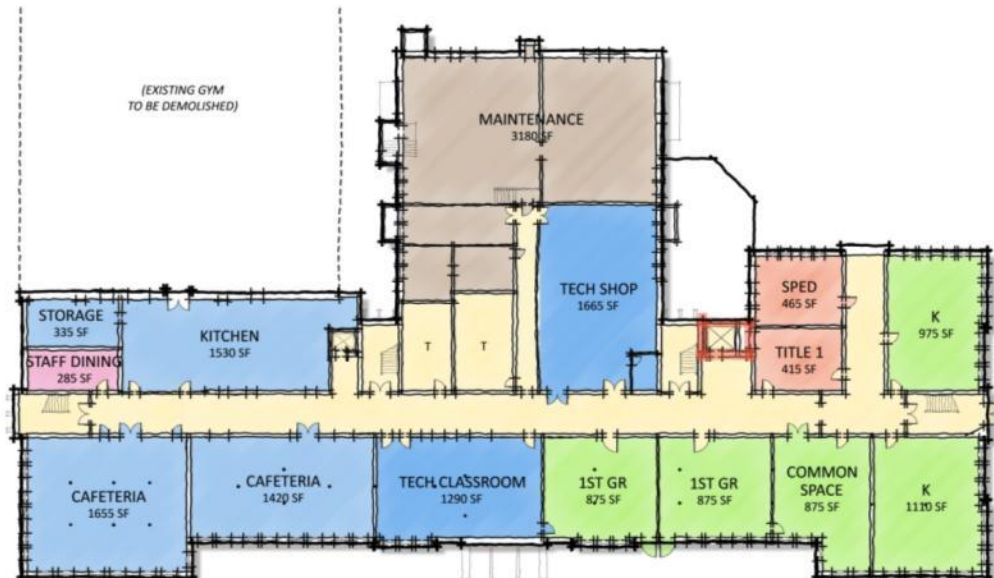 (EXISTING GYM
TO BE DEMOLISHED)
MAINTENANCE
3180 SF
TECH SHOP
1665 SF
SPED
465 SF
K
975 SF
STORAGE
335 SF
KITCHEN
1530 SF
TITLE 1
415 SF
STAFF DINING
285 SF
T
T
CAFETERIA
1655 SF
CAFETERIA
1420 SF
TECH CLASSROOM
1290 SF
1ST GR
875 SF
1ST GR
875 SF
COMMON
SPACE
875 SF
K
1110 SF